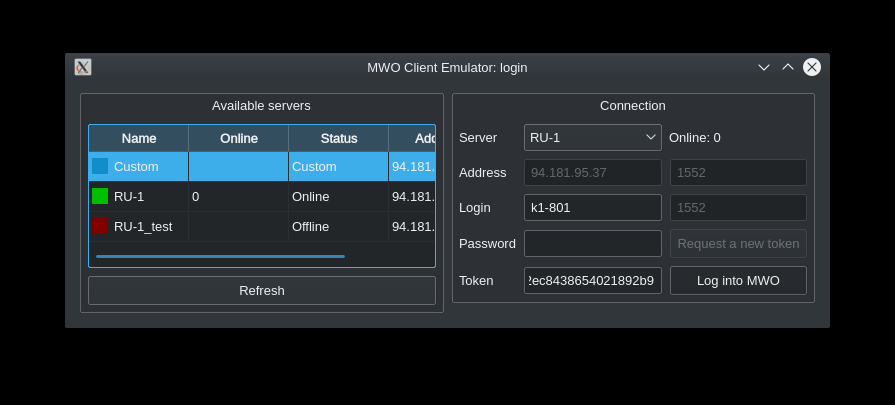 MWO Client Emulator: login
Available servers
Name Online Status
Custom Custom 94.181.
RU-1 0 Online 94.181.
RU-1_test Offline 94.181.
Refresh
Connection
Server RU-1 Online: 0
Address 94.181.95.37 1552
Login k1-801 1552
Password Request a new token
Token ec8438654021892b9 Log into MWO